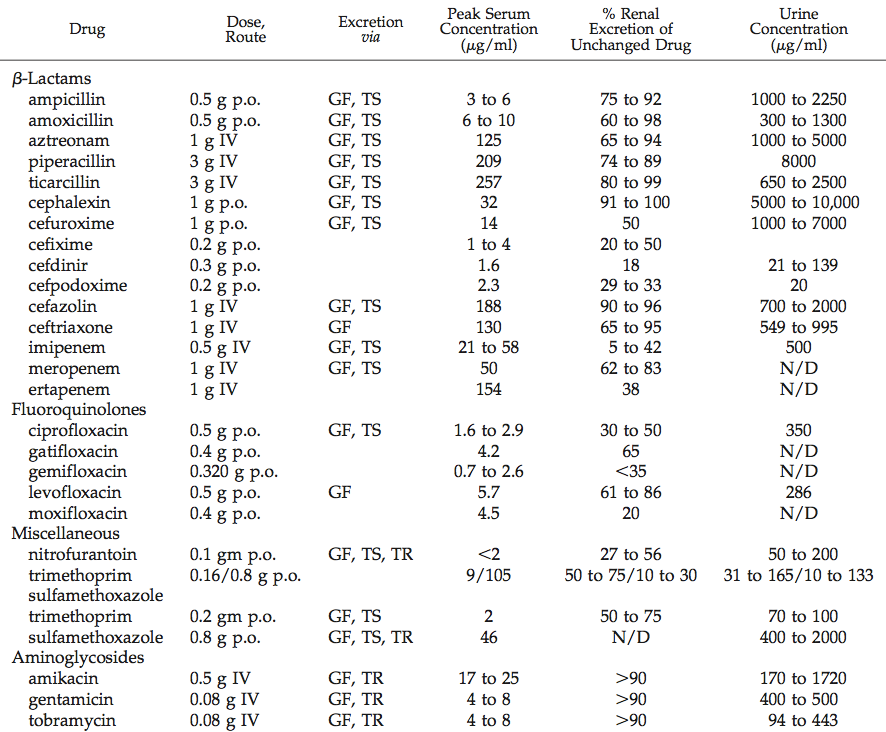 Drug Dose, Route Excretion via Peak Serum Concentration (μg/ml) % Renal Excretion of Unchanged Drug Urine Concentration (μg/ml)
β-Lactams
ampicillin 0.5 g p.o. GF, TS 3 to 6 75 to 92 1000 to 2250
amoxicillin 0.5 g p.o. GF, TS 6 to 10 60 to 98 300 to 1300
aztreonam 1 g IV GF, TS 125 65 to 94 1000 to 5000
piperacillin 3 g IV GF, TS 209 74 to 89 8000
ticarcillin 3 g IV GF, TS 257 80 to 99 650 to 2500
cephalexin 1 g p.o. GF, TS 32 91 to 100 5000 to 10,000
cefuroxime 1 g p.o. GF, TS 14 50 1000 to 7000
cefixime 0.2 g p.o. 1 to 4 20 to 50
cefdinir 0.3 g p.o. 1.6 18 21 to 139
cefpodoxime 0.2 g p.o. 2.3 29 to 33 20
cefazolin 1 g IV GF, TS 188 90 to 96 700 to 2000
ceftriaxone 1 g IV GF 130 65 to 95 549 to 995
imipenem 0.5 g IV GF, TS 21 to 58 5 to 42 500
meropenem 1 g IV GF, TS 50 62 to 83 N/D
ertapenem 1 g IV 154 38 N/D
Fluoroquinolones
ciprofloxacin 0.5 g p.o. GF, TS 1.6 to 2.9 30 to 50 350
gatifloxacin 0.4 g p.o. 4.2 65 N/D
gemifloxacin 0.320 g p.o. 0.7 to 2.6 <35 N/D
levofloxacin 0.5 g p.o. GF 5.7 61 to 86 286
moxifloxacin 0.4 g p.o. 4.5 20 N/D
Miscellaneous
nitrofurantoin 0.1 gm p.o. GF, TS, TR <2 27 to 56 50 to 200
trimethoprim 0.16/0.8 g p.o. 9/105 50 to 75/10 to 30 31 to 165/10 to 133
sulfamethoxazole
trimethoprim 0.2 gm p.o. GF, TS 2 50 to 75 70 to 100
sulfamethoxazole 0.8 g p.o. GF, TS, TR 46 N/D 400 to 2000
Aminoglycosides
amikacin 0.5 g IV GF, TR 17 to 25 >90 170 to 1720
gentamicin 0.08 g IV GF, TR 4 to 8 >90 400 to 500
tobramycin 0.08 g IV GF, TR 4 to 8 >90 94 to 443